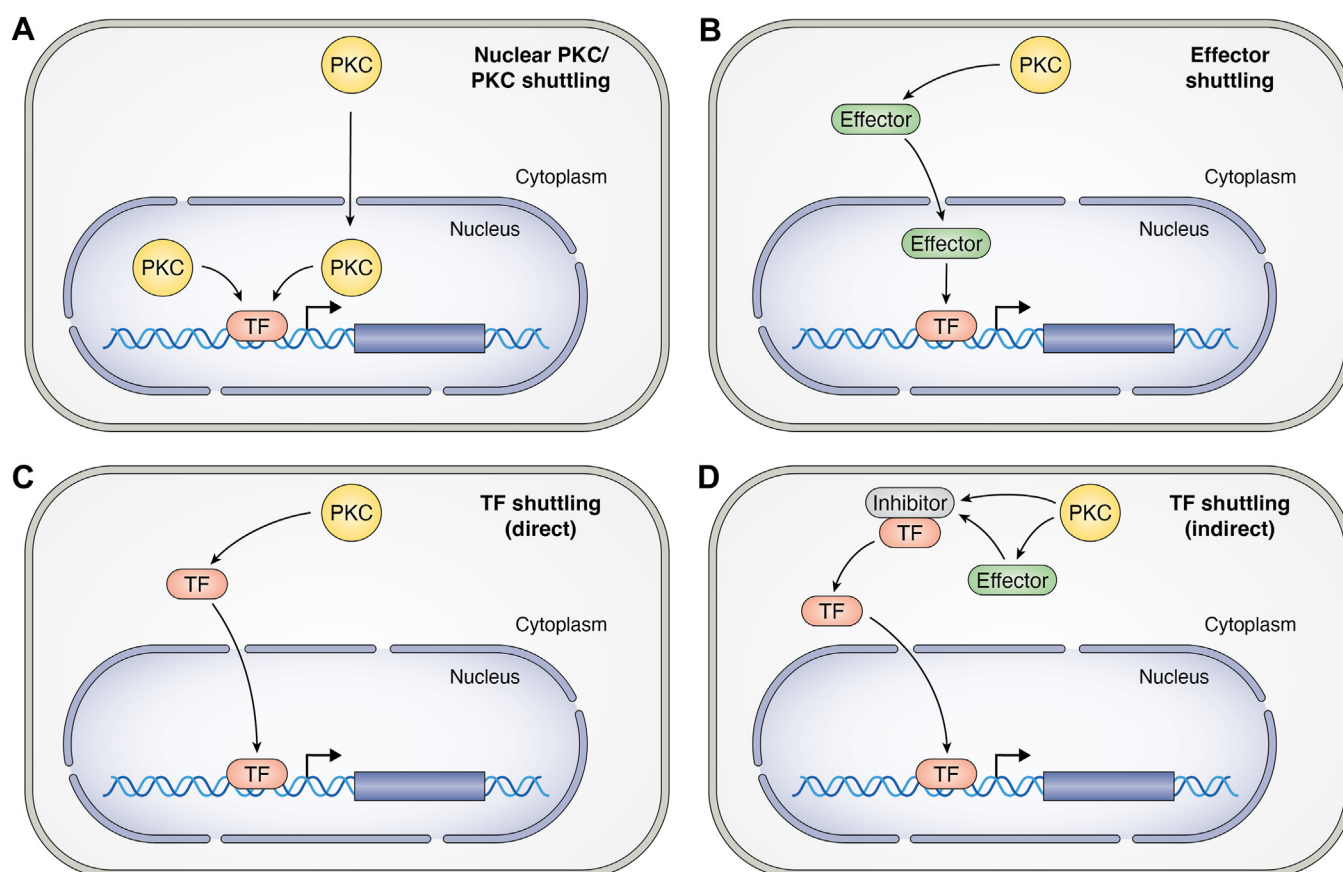 A
Nuclear PKC/
PKC shuttling
PKC
Cytoplasm
Nucleus
PKC
PKC
TF
B
Effector
shuttling
PKC
Effector
Cytoplasm
Nucleus
Effector
TF
C
TF shuttling
(direct)
PKC
TF
Cytoplasm
Nucleus
TF
D
TF shuttling
(indirect)
Inhibitor
PKC
TF
Effector
TF
Cytoplasm
Nucleus
TF